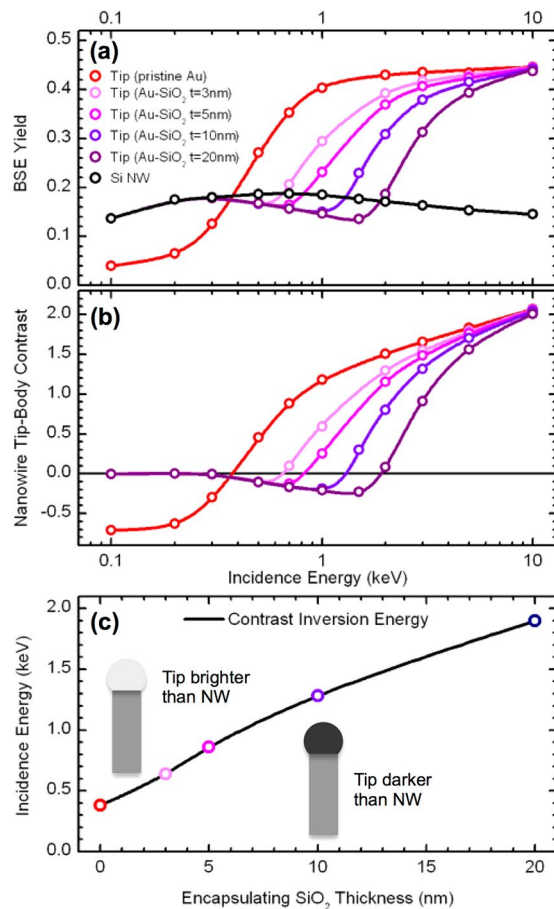 0.1 1 10
(a)
0.5
0.4
0.3
0.2
0.1
0.0
BSE Yield
Tip (pristine Au)
Tip (Au-SiO₂ t=3nm)
Tip (Au-SiO₂ t=5nm)
Tip (Au-SiO₂ t=10nm)
Tip (Au-SiO₂ t=20nm)
Si NW
(b)
2.0
1.5
1.0
0.5
0.0
-0.5
Nanowire Tip-Body Contrast
0.1 1 10
Incidence Energy (keV)
(c)
Contrast Inversion Energy
2.0
1.5
1.0
0.5
0.0
Incidence Energy (keV)
Tip brighter
than NW
Tip darker
than NW
0 5 10 15 20
Encapsulating SiO₂ Thickness (nm)